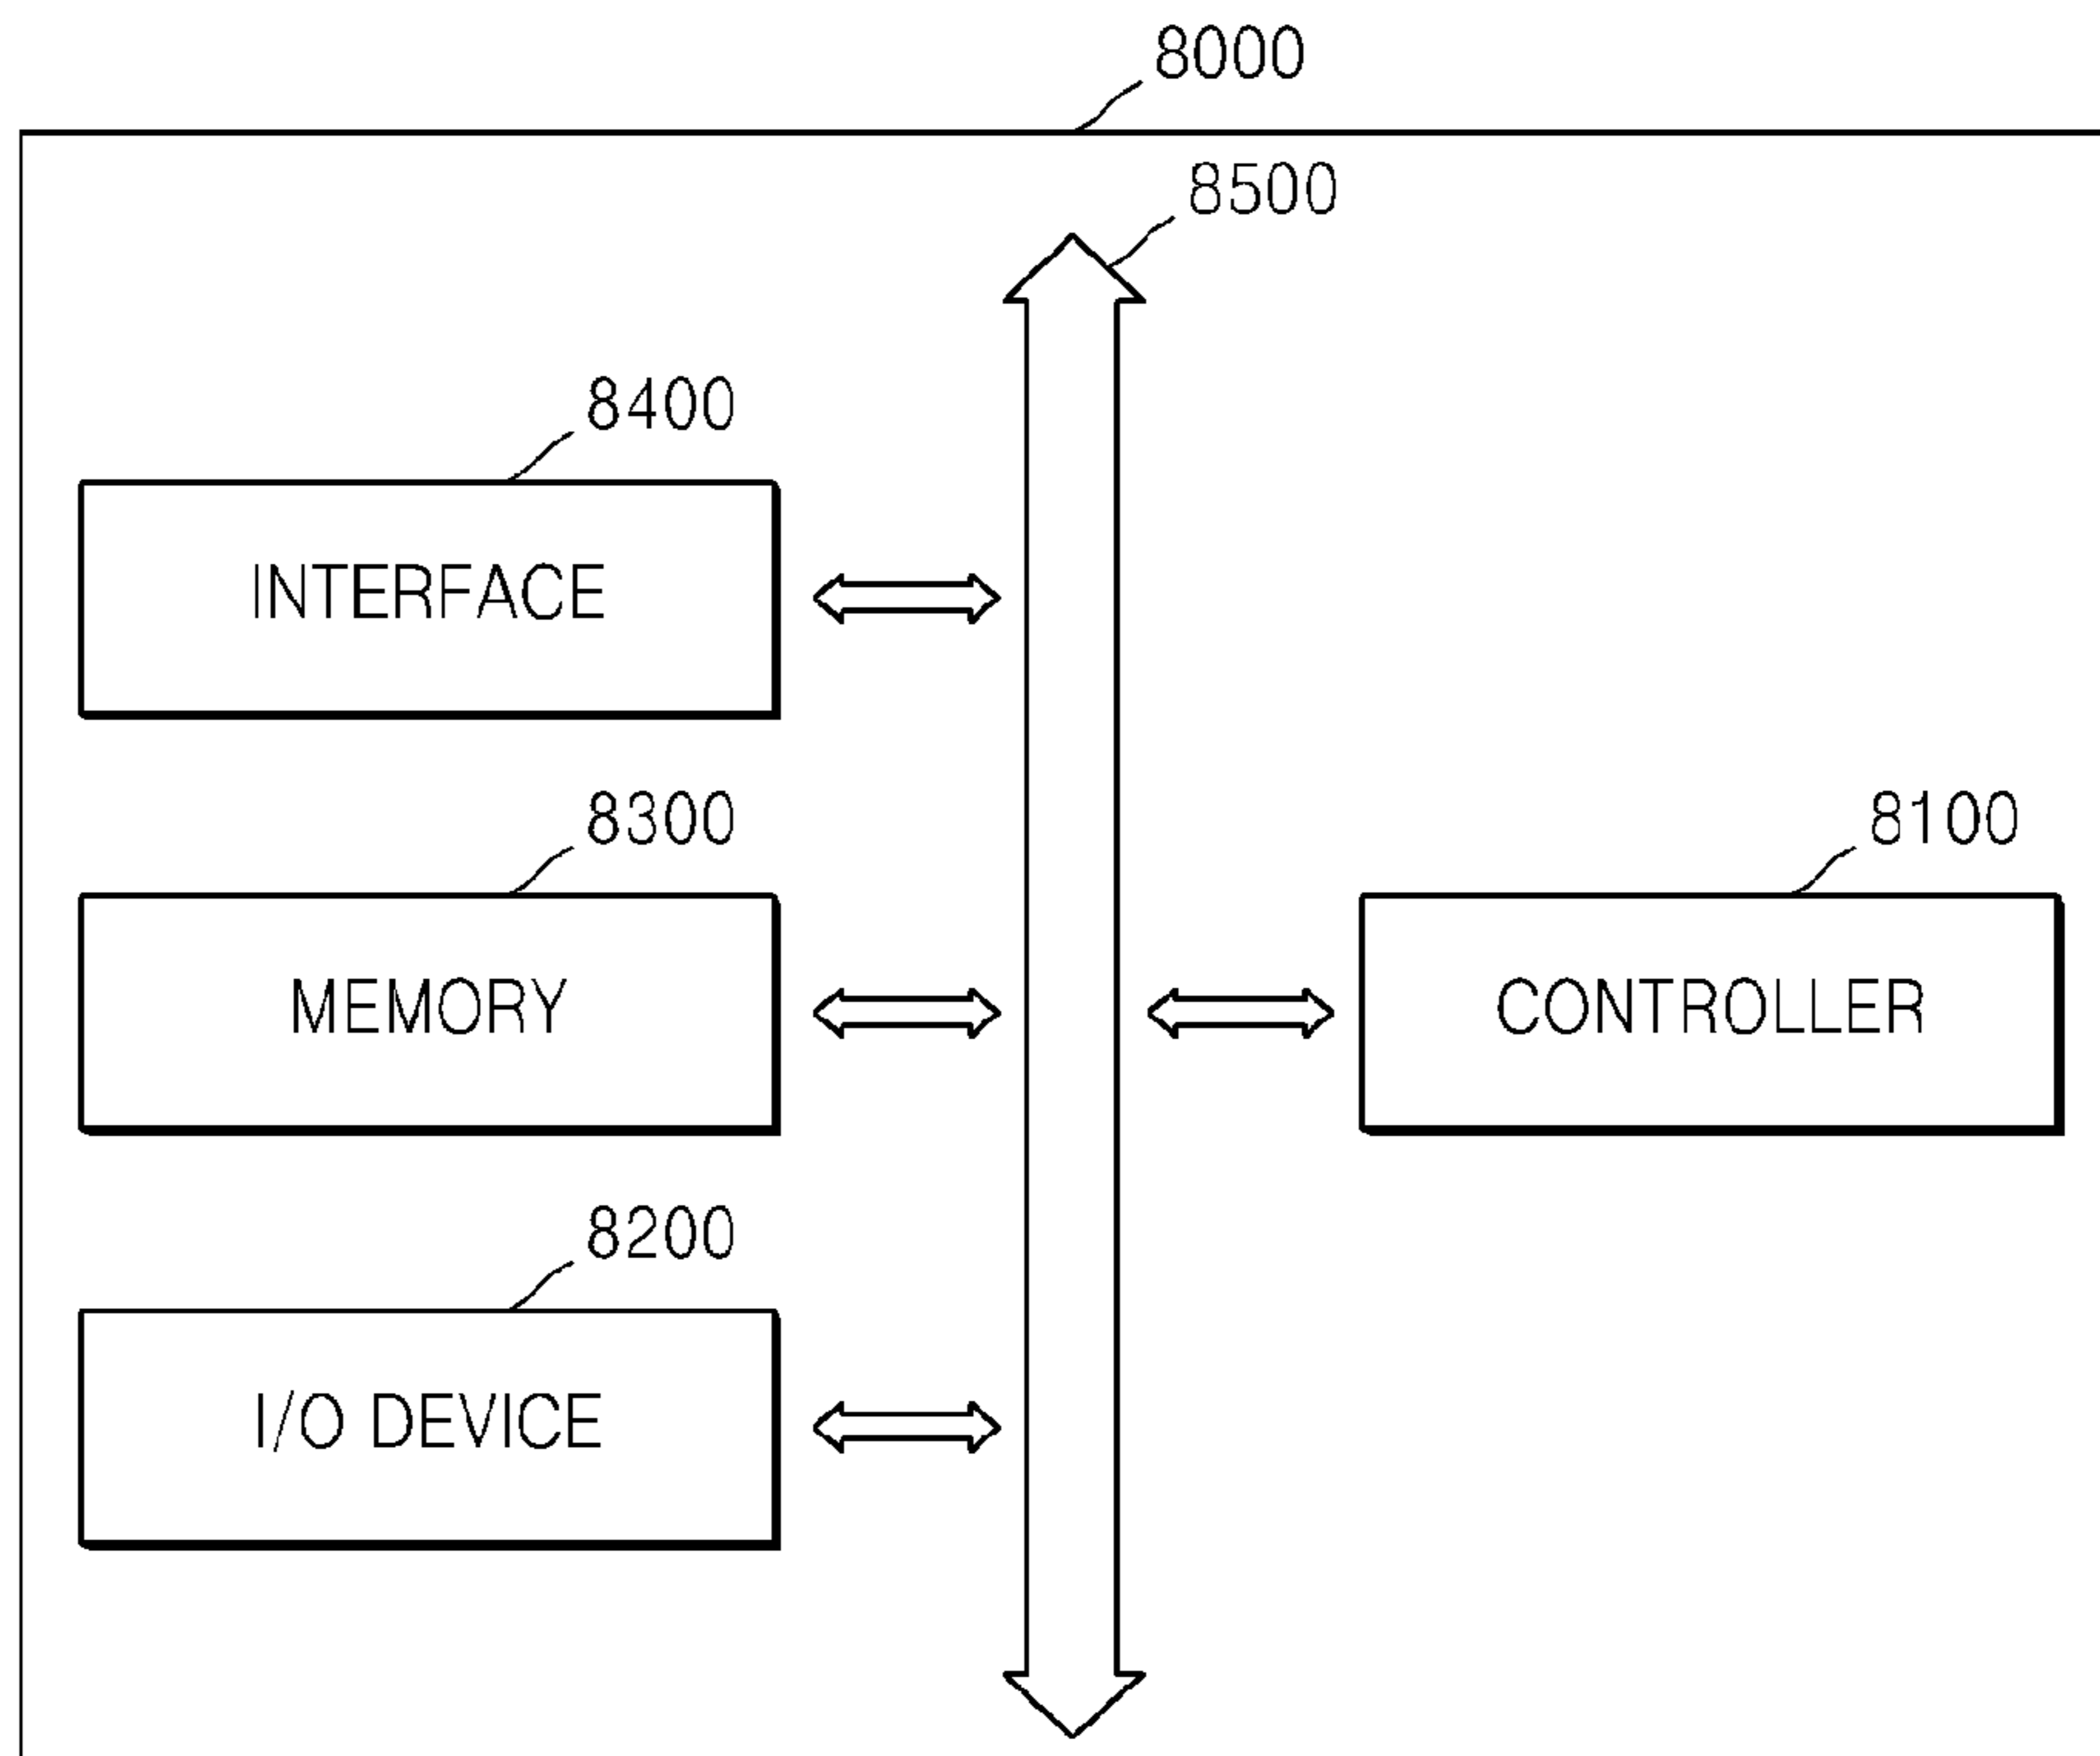 8000
8500
8400
INTERFACE
8300
MEMORY
8100
CONTROLLER
8200
I/O DEVICE